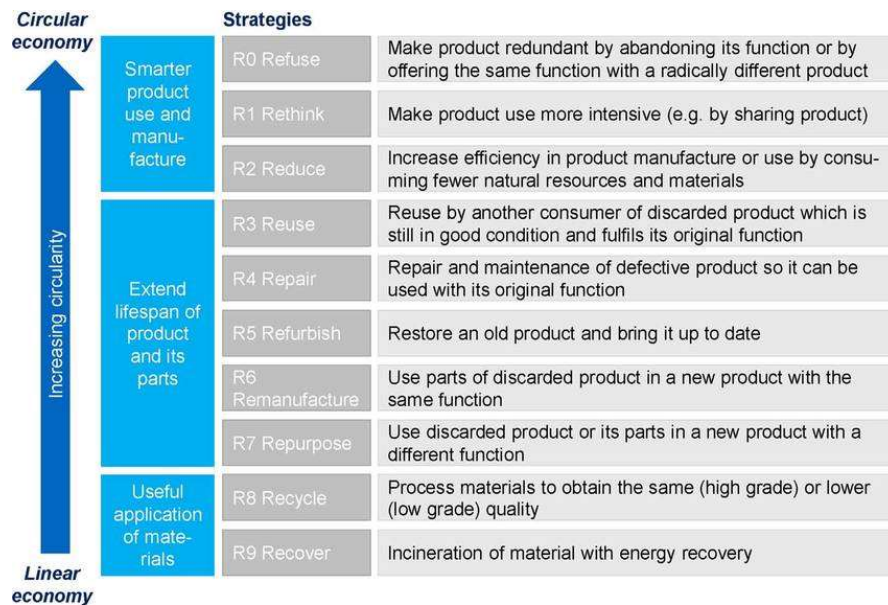 Circular
economy
Strategies
Increasing circularity
Linear
economy
Smarter
product
use and
manu-
facture
R0 Refuse
Make product redundant by abandoning its function or by
offering the same function with a radically different product
R1 Rethink
Make product use more intensive (e.g. by sharing product)
R2 Reduce
Increase efficiency in product manufacture or use by consu-
ming fewer natural resources and materials
Extend
lifespan of
product
and its
parts
R3 Reuse
Reuse by another consumer of discarded product which is
still in good condition and fulfils its original function
R4 Repair
Repair and maintenance of defective product so it can be
used with its original function
R5 Refurbish
Restore an old product and bring it up to date
R6
Remanufacture
Use parts of discarded product in a new product with the
same function
R7 Repurpose
Use discarded product or its parts in a new product with a
different function
Useful
application
of mate-
rials
R8 Recycle
Process materials to obtain the same (high grade) or lower
(low grade) quality
R9 Recover
Incineration of material with energy recovery